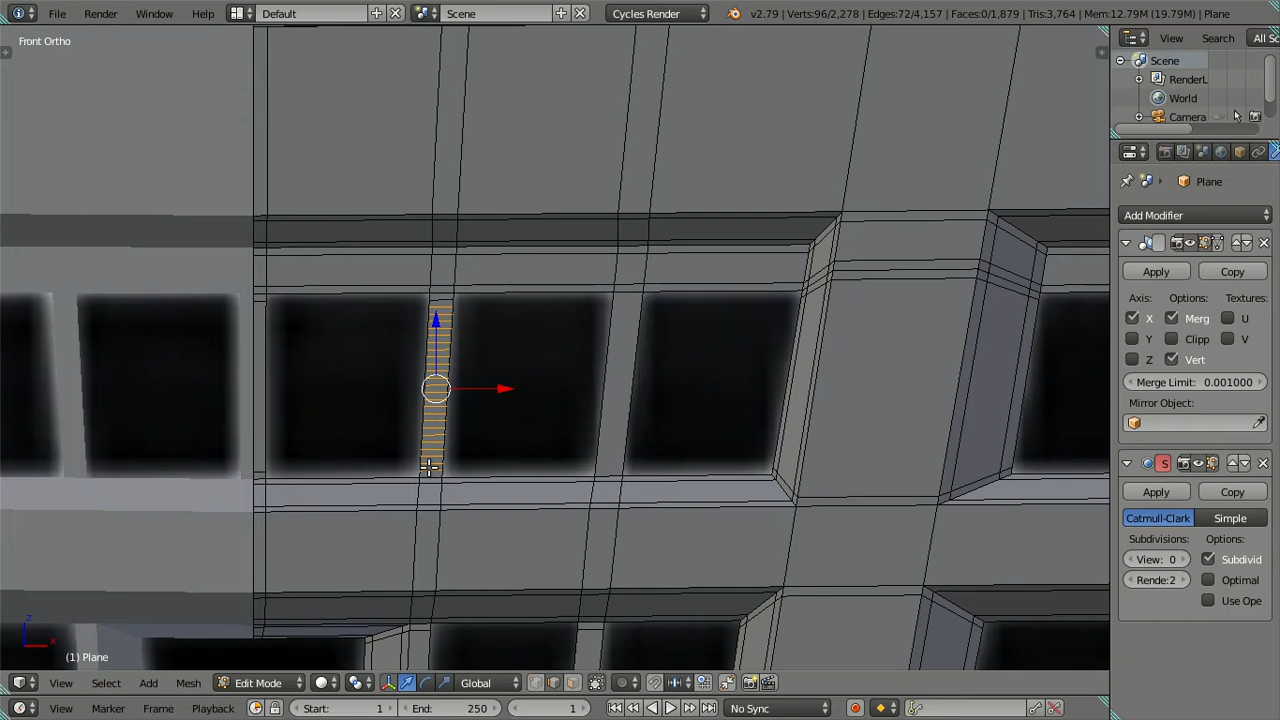 File Render Window Help Default Scene Cycles Render v2.79 | Verts:96/2,278 | Edges:72/4,157 | Faces:0/1,879 | Tris:3,764 | Mem:12.79M (19.79M) | Plane
Front Ortho
View Search All Sc
Scene
RenderL
World
Camera
Plane
Add Modifier
Apply Copy
Axis: Options: Textures:
X Merg U
Y Clipp V
Z Vert
Merge Limit: 0.001000
Mirror Object:
S
Apply Copy
Catmull-Clark Simple
Subdivisions: Options:
View: 0 Subdivid
Rende:2 Optimal
Use Ope
z
x
(1) Plane
View Select Add Mesh Edit Mode Global
View Marker Frame Playback Start: 1 End: 250 1 No Sync